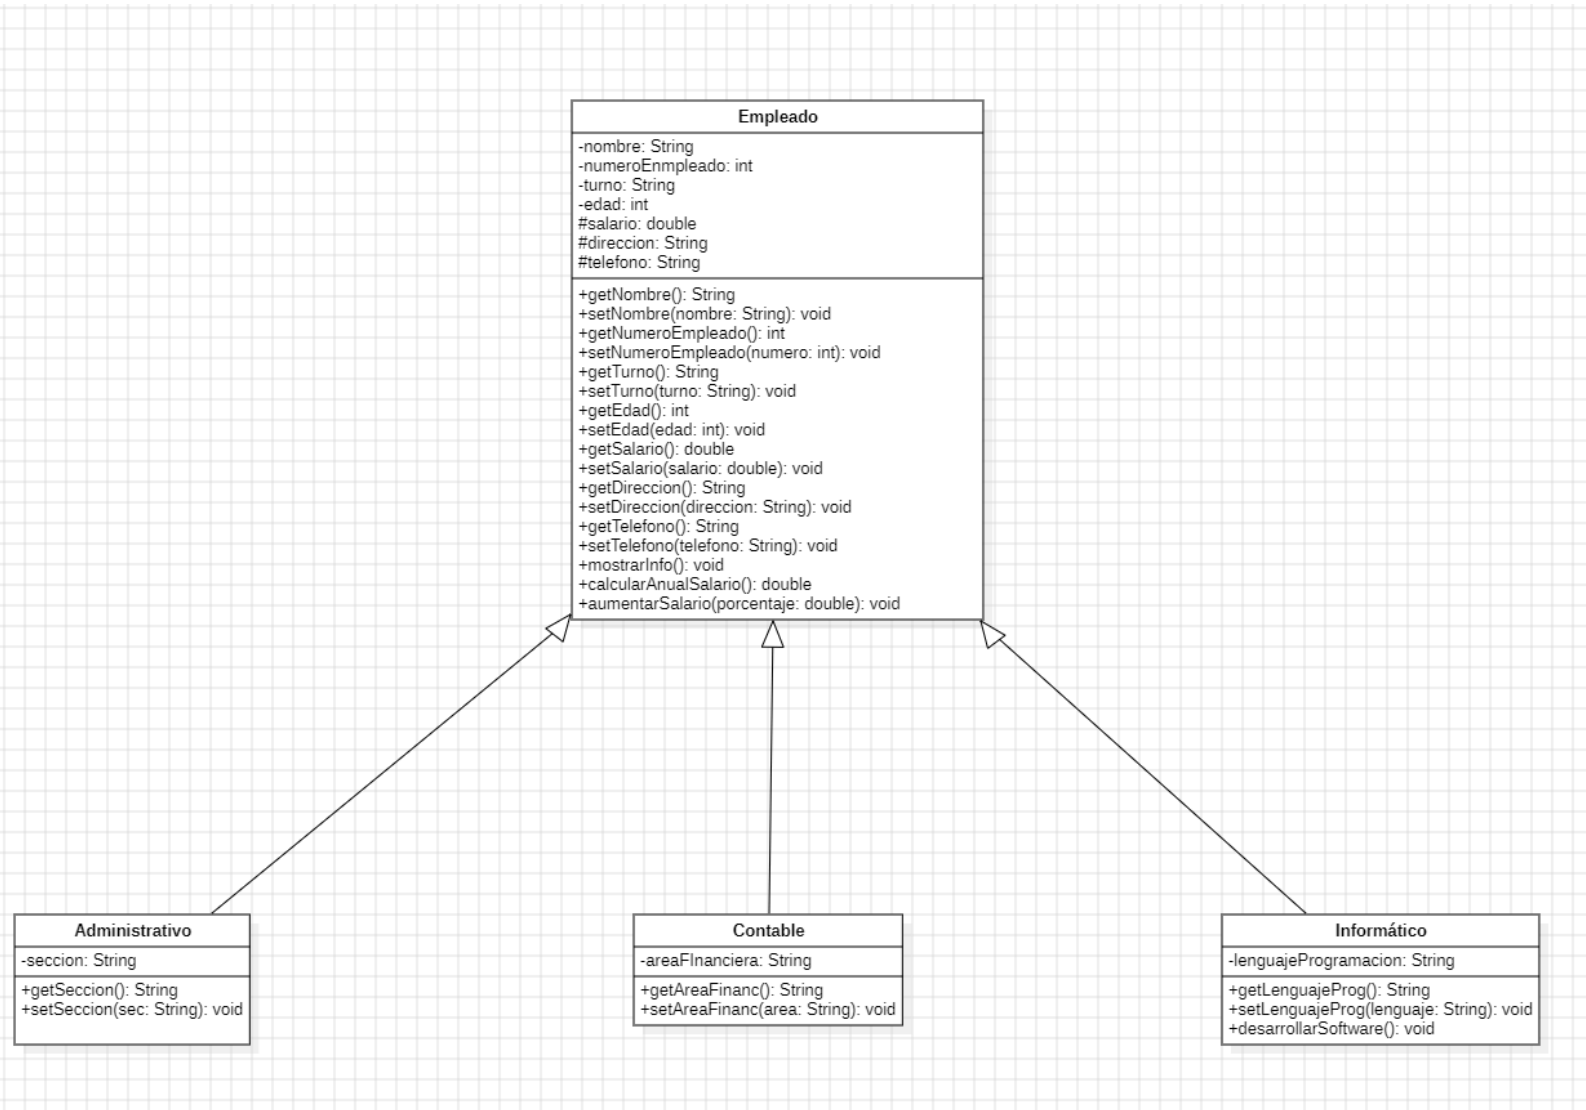 Empleado
-nombre: String
-numeroEnmpleado: int
-turno: String
-edad: int
#salario: double
#direccion: String
#telefono: String
+getNombre(): String
+setNombre(nombre: String): void
+getNumeroEmpleado(): int
+setNumeroEmpleado(numero: int): void
+getTurno(): String
+setTurno(turno: String): void
+getEdad(): int
+setEdad(edad: int): void
+getSalario(): double
+setSalario(salario: double): void
+getDireccion(): String
+setDireccion(direccion: String): void
+getTelefono(): String
+setTelefono(telefono: String): void
+mostrarInfo(): void
+calcularAnualSalario(): double
+aumentarSalario(porcentaje: double): void
Administrativo
-seccion: String
+getSeccion(): String
+setSeccion(sec: String): void
Contable
-areaFInanciera: String
+getAreaFinanc(): String
+setAreaFinanc(area: String): void
Informático
-lenguajeProgramacion: String
+getLenguajeProg(): String
+setLenguajeProg(lenguaje: String): void
+desarrollarSoftware(): void